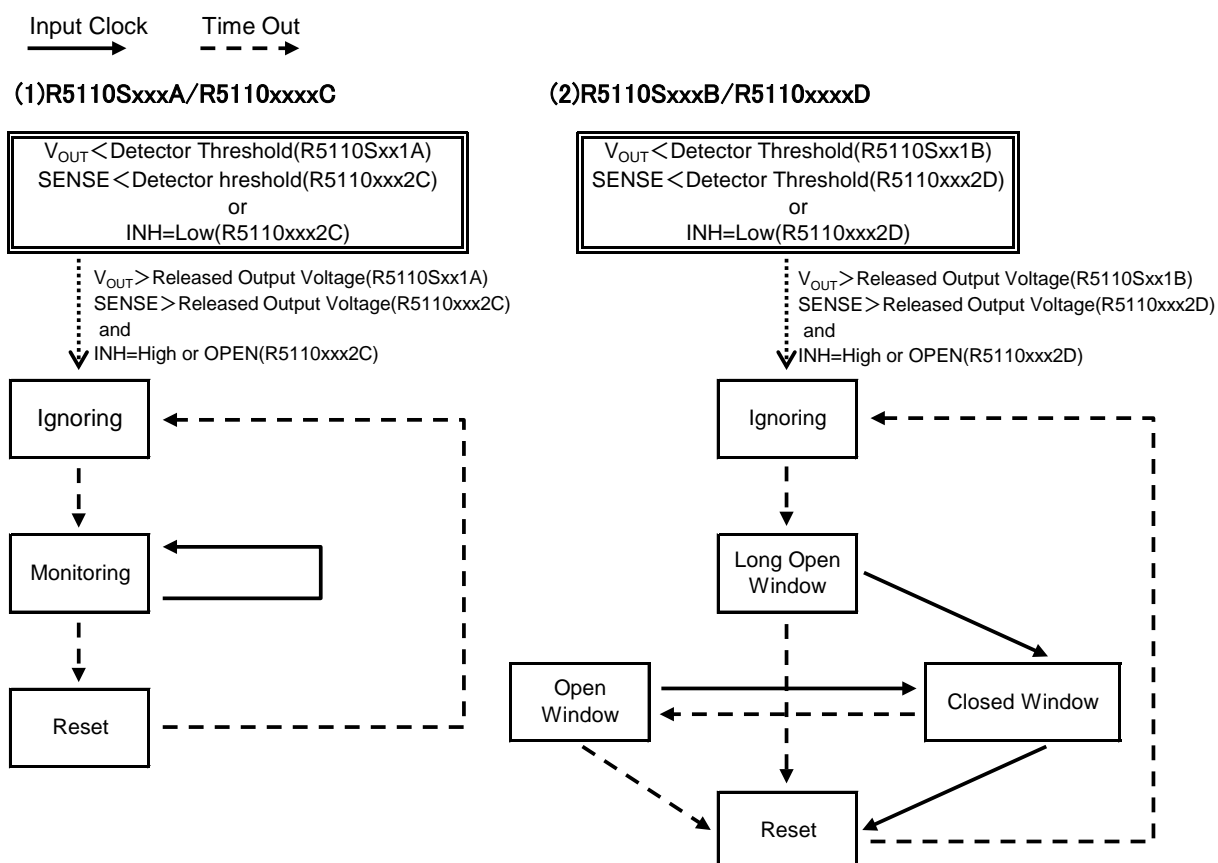 Input Clock
Time Out
(1)R5110SxxxA/R5110xxxxC
VOUT＜Detector Threshold(R5110Sxx1A)
SENSE＜Detector hreshold(R5110xxx2C)
or
INH=Low(R5110xxx2C)
VOUT＞Released Output Voltage(R5110Sxx1A)
SENSE＞Released Output Voltage(R5110xxx2C)
and
INH=High or OPEN(R5110xxx2C)
Ignoring
Monitoring
Reset
(2)R5110SxxxB/R5110xxxxD
VOUT＜Detector Threshold(R5110Sxx1B)
SENSE＜Detector Threshold(R5110xxx2D)
or
INH=Low(R5110xxx2D)
VOUT＞Released Output Voltage(R5110Sxx1B)
SENSE＞Released Output Voltage(R5110xxx2D)
and
INH=High or OPEN(R5110xxx2D)
Ignoring
Long Open
Window
Open
Window
Closed Window
Reset